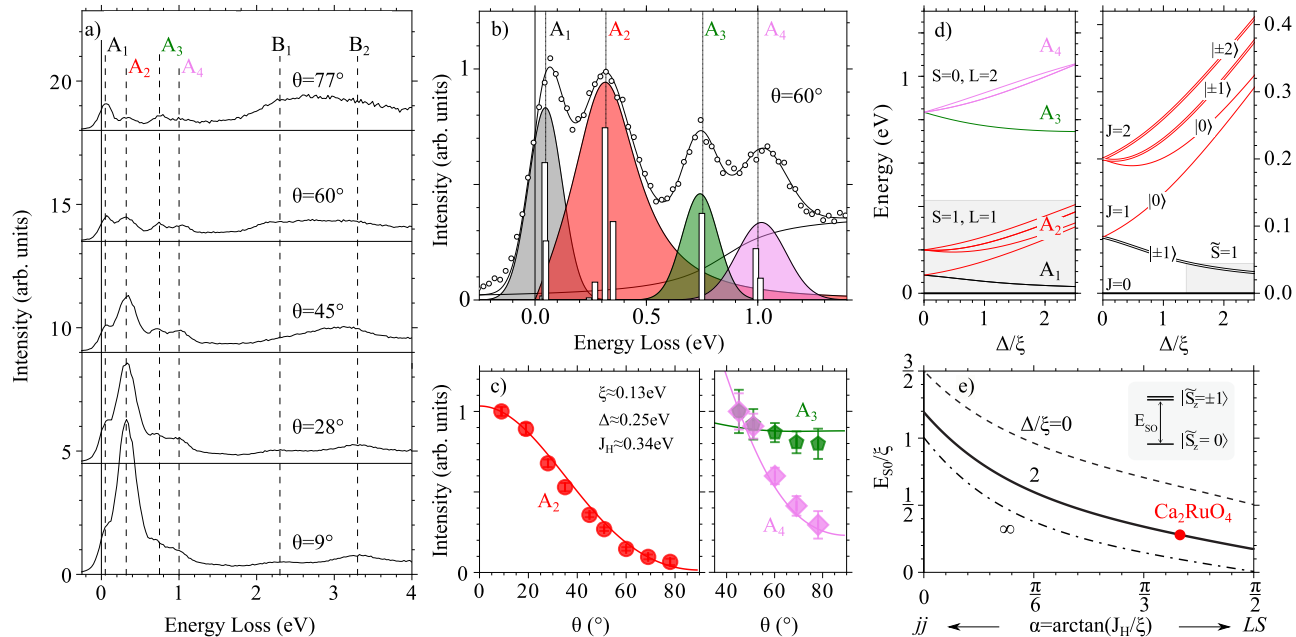 a)
A1
A2
A3
A4
B1
B2
θ=77°
θ=60°
θ=45°
θ=28°
θ=9°
20
15
10
5
0
Intensity (arb. units)
0 1 2 3 4
Energy Loss (eV)
b)
A1
A2
A3
A4
θ=60°
1
0
Intensity (arb. units)
0.0 0.5 1.0
Energy Loss (eV)
c)
ξ≈0.13eV
Δ≈0.25eV
JH≈0.34eV
A2
1
0
Intensity (arb. units)
0 20 40 60 80
θ (°)
A3
A4
40 60 80
θ (°)
d)
A4
S=0, L=2
A3
S=1, L=1
A2
A1
1
0
Energy (eV)
0 1 2
Δ/ξ
|±2⟩
|±1⟩
|0⟩
J=2
J=1
|0⟩
|±1⟩
S̃=1
J=0
0.4
0.3
0.2
0.1
0.0
0 1 2
Δ/ξ
e)
3/2
1
1/2
0
ES0/ξ
Δ/ξ=0
2
∞
ESO
|S̃z=±1⟩
|S̃z= 0⟩
Ca2RuO4
0 π/6 π/3 π/2
jj ← α=arctan(JH/ξ) → LS